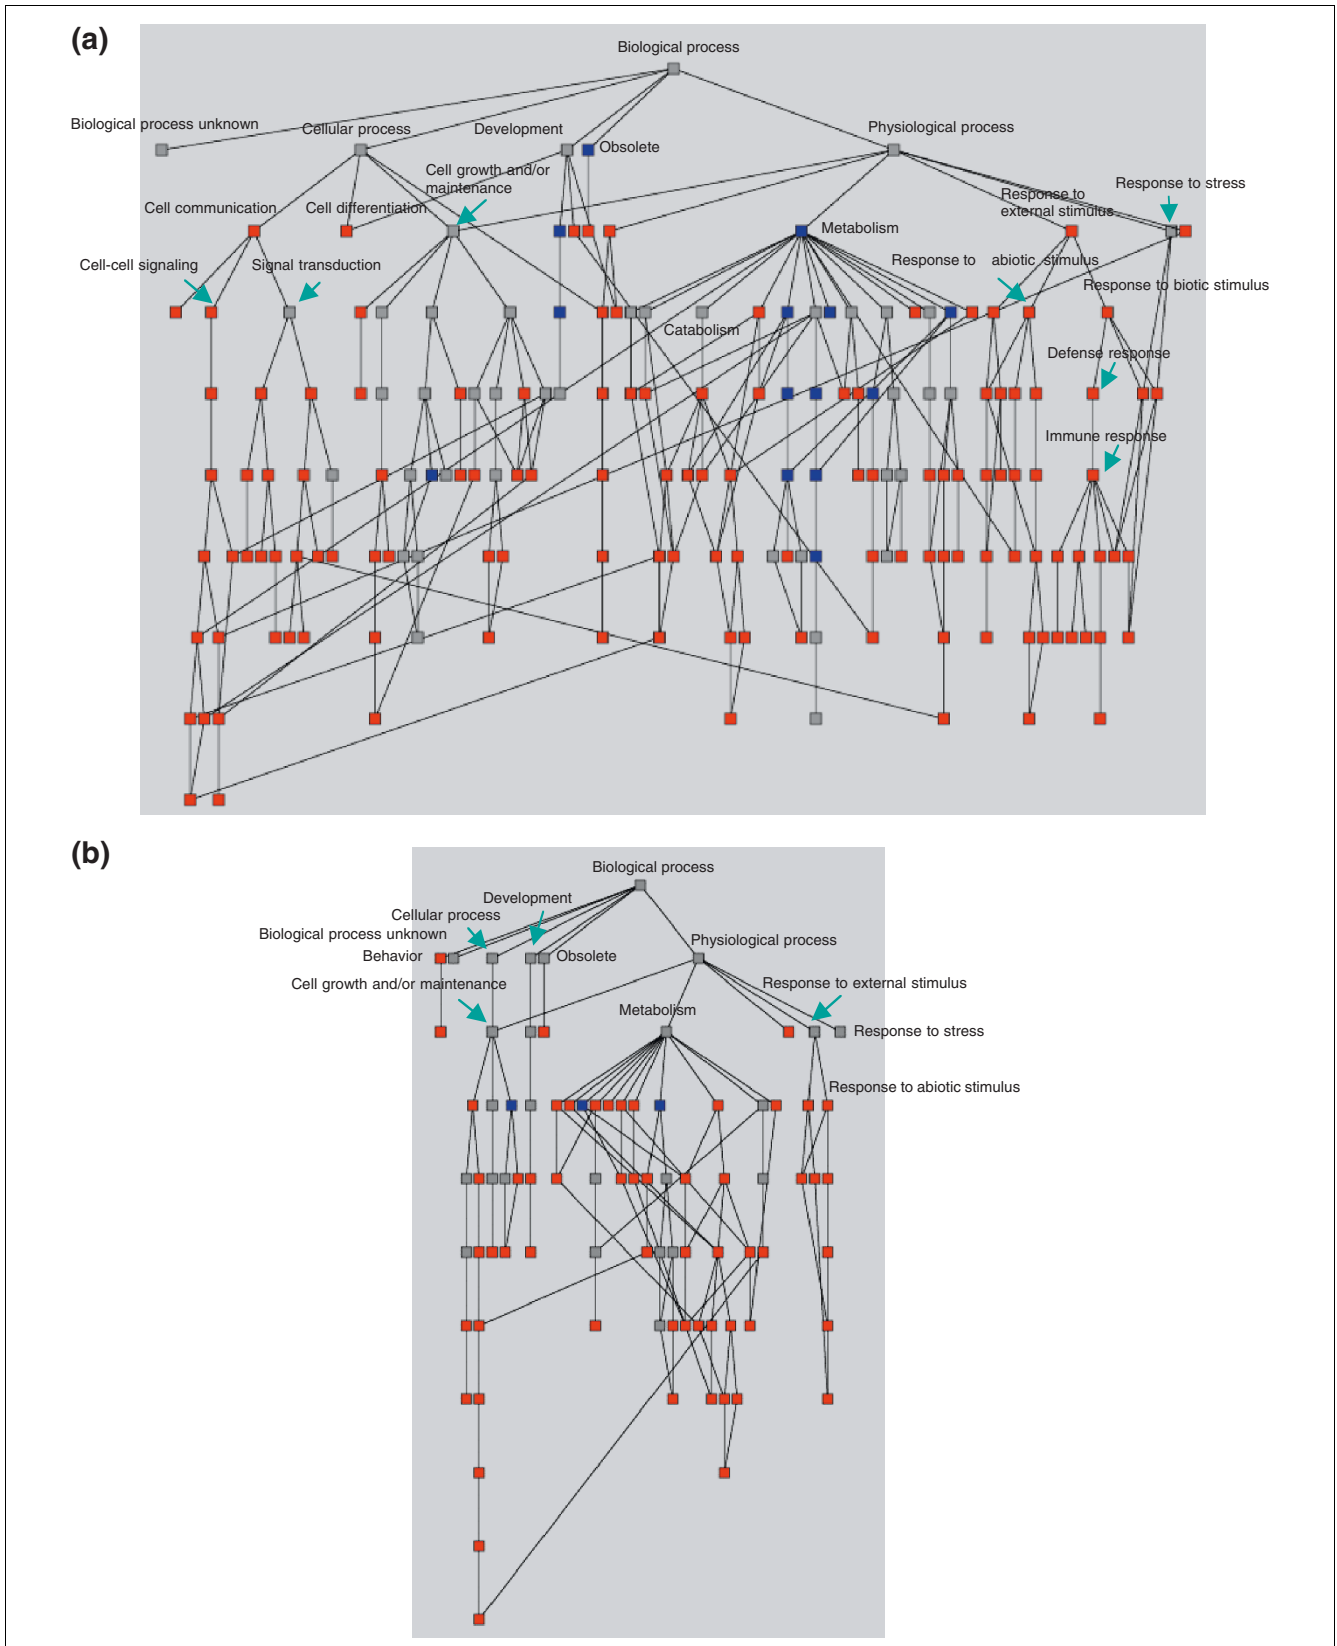 (a)
Biological process
Biological process unknown
Cellular process
Development
Obsolete
Physiological process
Cell growth and/or
maintenance
Response to stress
Response to
external stimulus
Cell communication
Cell differentiation
Metabolism
Cell-cell signaling
Signal transduction
Response to abiotic stimulus
Response to biotic stimulus
Catabolism
Defense response
Immune response
(b)
Biological process
Development
Cellular process
Biological process unknown
Behavior
Obsolete
Physiological process
Cell growth and/or maintenance
Response to external stimulus
Metabolism
Response to stress
Response to abiotic stimulus